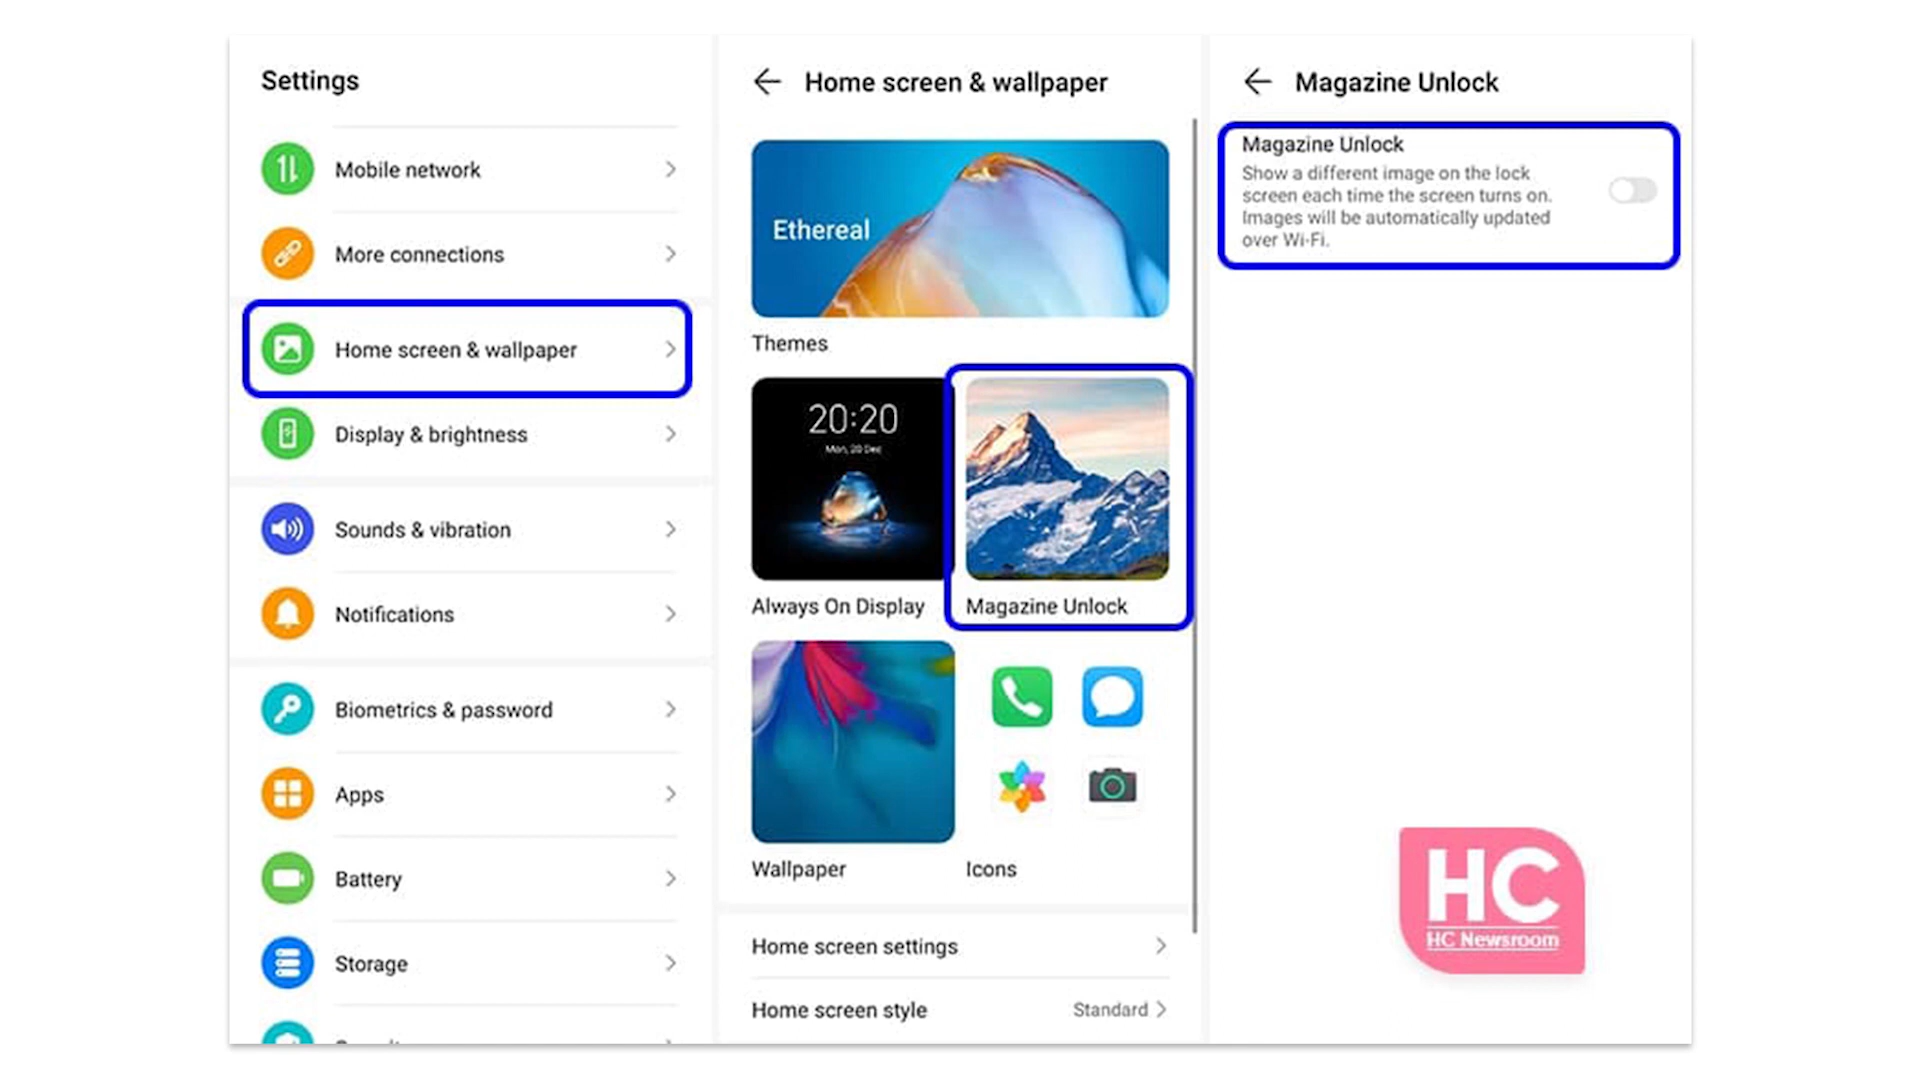 Settings
Mobile network
More connections
Home screen & wallpaper
Display & brightness
Sounds & vibration
Notifications
Biometrics & password
Apps
Battery
Storage
Home screen & wallpaper
Ethereal
Themes
20:20
Mon, 20 Dec
Always On Display
Magazine Unlock
Wallpaper
Icons
Home screen settings
Home screen style
Standard
Magazine Unlock
Magazine Unlock
Show a different image on the lock
screen each time the screen turns on.
Images will be automatically updated
over Wi-Fi.
HC
HC Newsroom